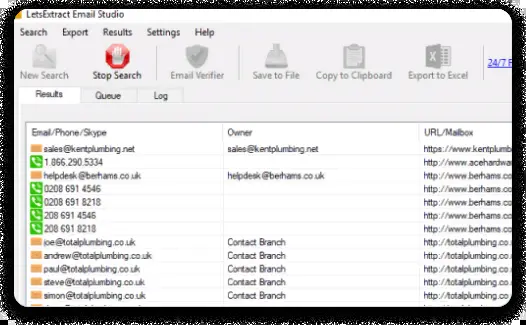 LetsExtract Email Studio
Search Export Results Settings Help
New Search Stop Search Email Verifier Save to File Copy to Clipboard Export to Excel 24/7
Results Queue Log
Email/Phone/Skype Owner URL/Mailbox
sales@kentplumbing.net sales@kentplumbing.net https://www.kentplumb
1.866.290.5334 http://www.acehardwa
helpdesk@berhams.co.uk helpdesk@berhams.co.uk http://www.berhams.co
0208 691 4546 http://www.berhams.co
0208 691 8218 http://www.berhams.co
208 691 4546 http://www.berhams.co
208 691 8218 http://www.berhams.co
joe@totalplumbing.co.uk Contact Branch http://totalplumbing.c
andrew@totalplumbing.co.uk Contact Branch http://totalplumbing.c
paul@totalplumbing.co.uk Contact Branch http://totalplumbing.c
steve@totalplumbing.co.uk Contact Branch http://totalplumbing.c
simon@totalplumbing.co.uk Contact Branch http://totalplumbing.c